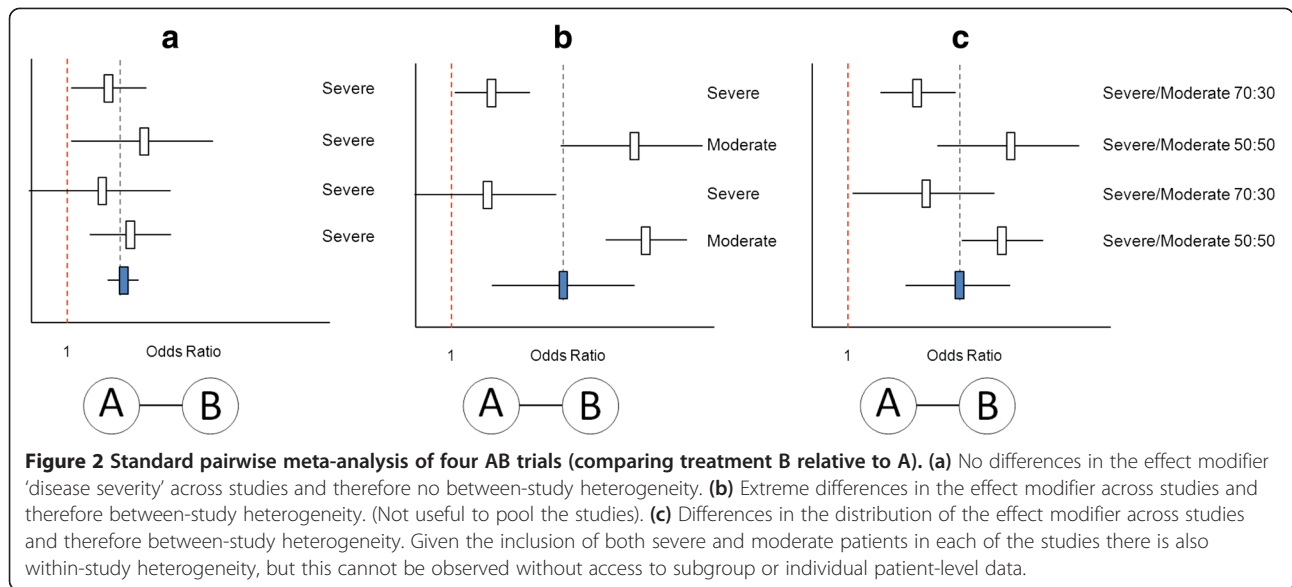 a
b
c
Severe
Severe
Severe
Severe
1
Odds Ratio
A
B
Severe
Moderate
Severe
Moderate
1
Odds Ratio
A
B
Severe/Moderate 70:30
Severe/Moderate 50:50
Severe/Moderate 70:30
Severe/Moderate 50:50
1
Odds Ratio
A
B
Figure 2 Standard pairwise meta-analysis of four AB trials (comparing treatment B relative to A). (a) No differences in the effect modifier
'disease severity' across studies and therefore no between-study heterogeneity. (b) Extreme differences in the effect modifier across studies and
therefore between-study heterogeneity. (Not useful to pool the studies). (c) Differences in the distribution of the effect modifier across studies
and therefore between-study heterogeneity. Given the inclusion of both severe and moderate patients in each of the studies there is also
within-study heterogeneity, but this cannot be observed without access to subgroup or individual patient-level data.